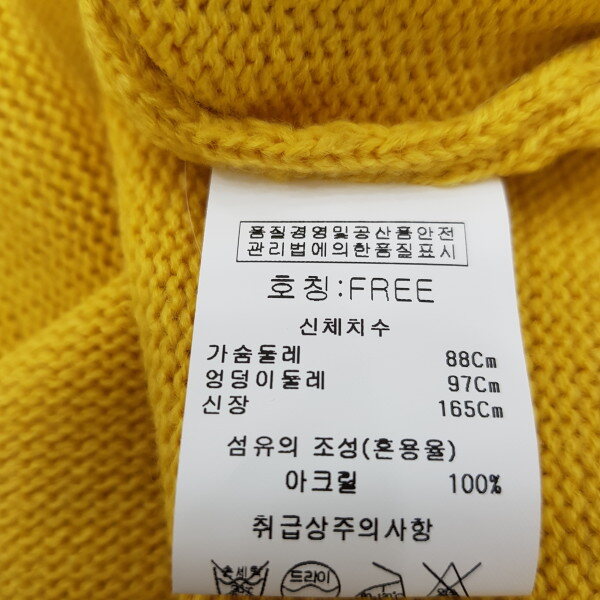 품질경영및공산품안전
관리법에의한품질표시
호칭:FREE
신체치수
가슴둘레 88Cm
엉덩이둘레 97Cm
신장 165Cm
섬유의 조성(혼용율)
아크릴 100%
취급상주의사항
드라이